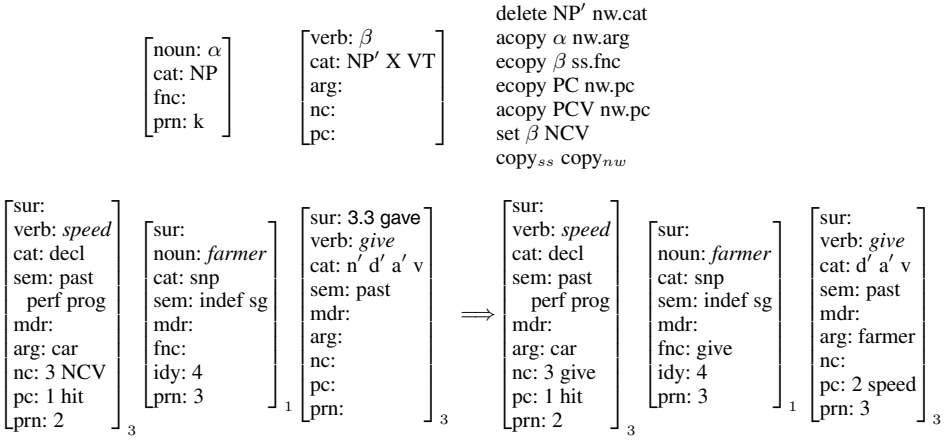 noun: α
cat: NP
fnc:
prn: k
verb: β
cat: NP′ X VT
arg:
nc:
pc:
delete NP′ nw.cat
acopy α nw.arg
ecopy β ss.fnc
ecopy PC nw.pc
acopy PCV nw.pc
set β NCV
copyss copynw
sur:
verb: speed
cat: decl
sem: past
perf prog
mdr:
arg: car
nc: 3 NCV
pc: 1 hit
prn: 2
3
sur:
noun: farmer
cat: snp
sem: indef sg
mdr:
fnc:
idy: 4
prn: 3
1
sur: 3.3 gave
verb: give
cat: n′ d′ a′ v
sem: past
mdr:
arg:
nc:
pc:
prn:
3
⟹
sur:
verb: speed
cat: decl
sem: past
perf prog
mdr:
arg: car
nc: 3 give
pc: 1 hit
prn: 2
3
sur:
noun: farmer
cat: snp
sem: indef sg
mdr:
fnc: give
idy: 4
prn: 3
1
sur:
verb: give
cat: d′ a′ v
sem: past
mdr:
arg: farmer
nc:
pc: 2 speed
prn: 3
3